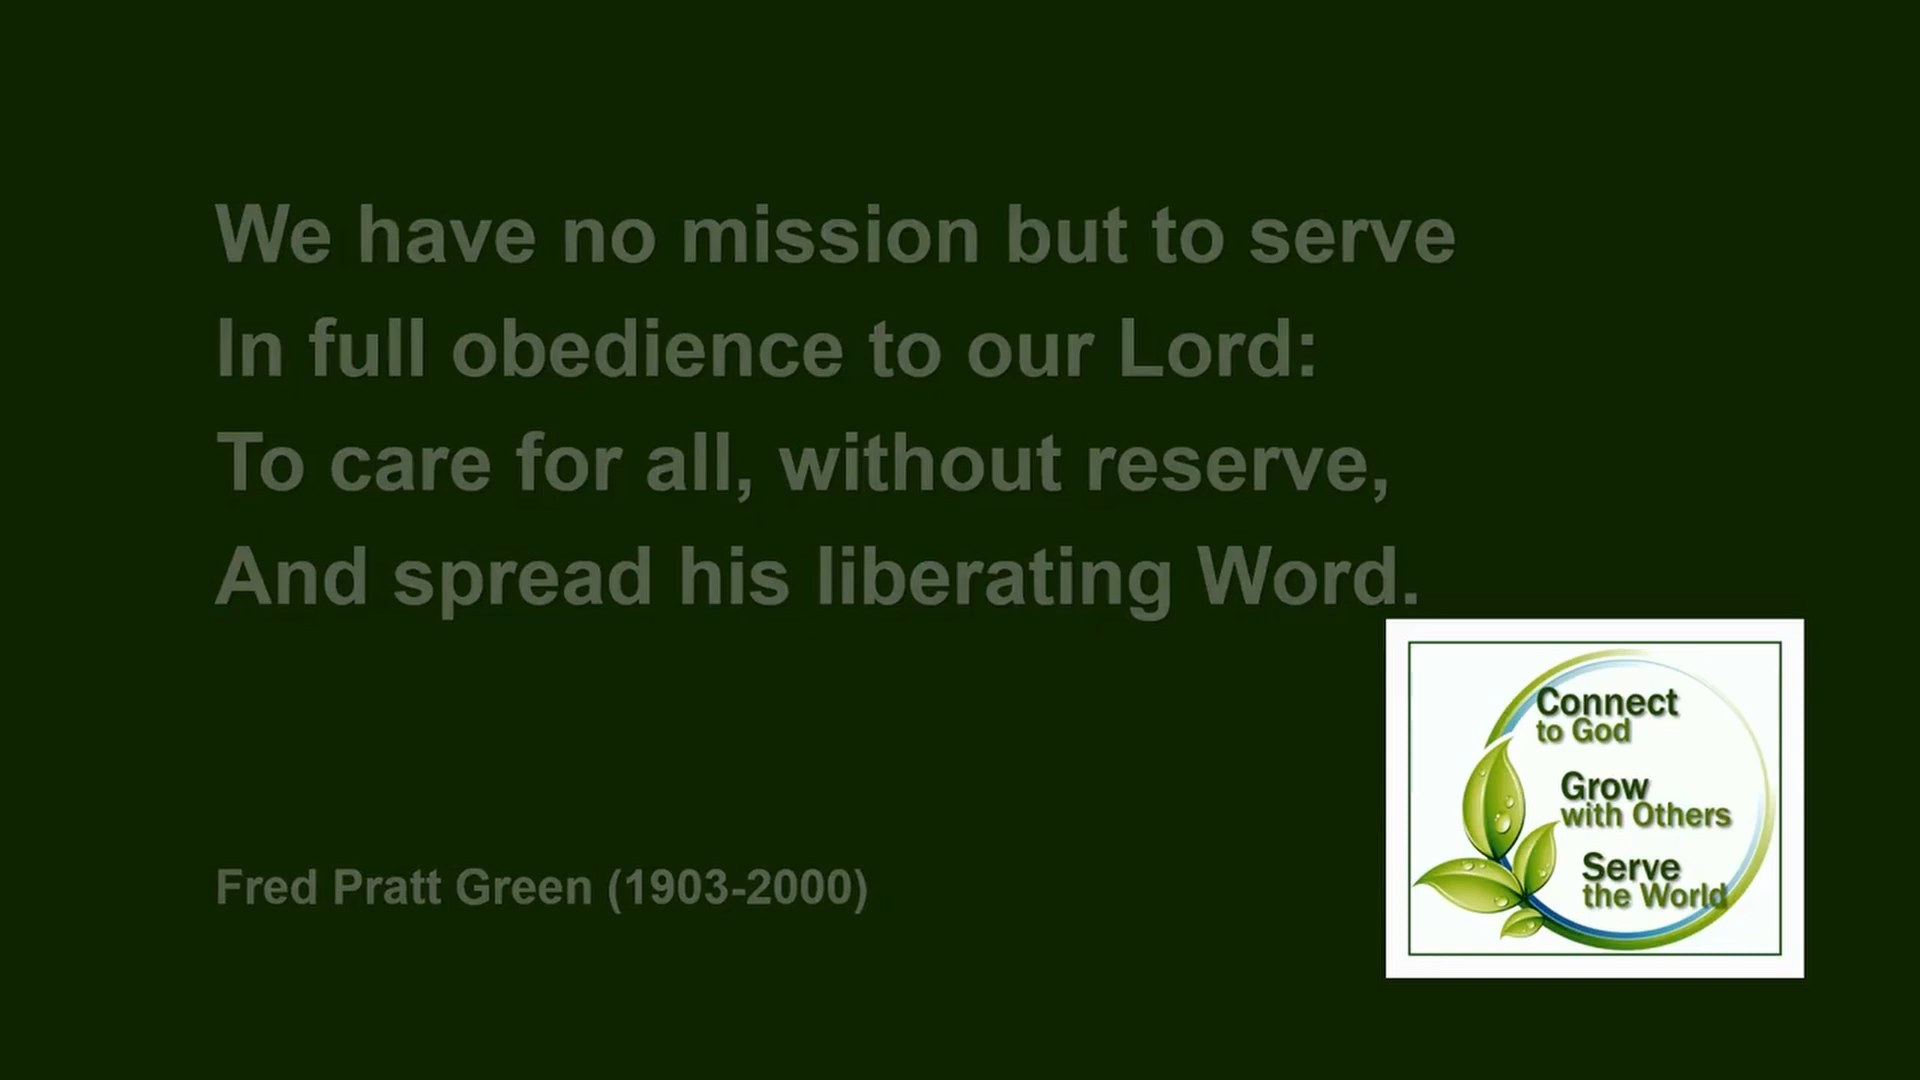 We have no mission but to serve
In full obedience to our Lord:
To care for all, without reserve,
And spread his liberating Word.
Fred Pratt Green (1903-2000)
Connect
to God
Grow
with Others
Serve
the World